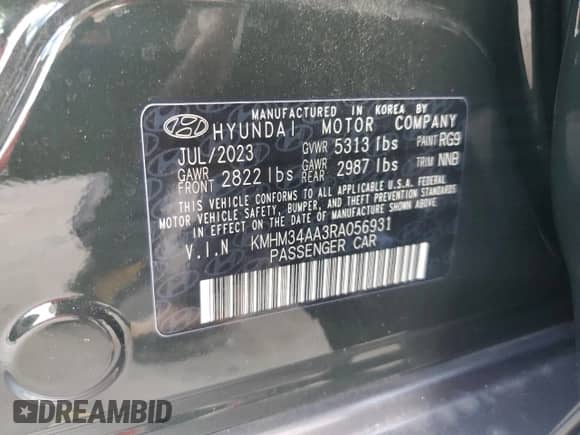 MANUFACTURED IN KOREA BY
HYUNDAI MOTOR COMPANY
JUL/2023 GVWR 5313 lbs PAINT RG9
GAWR FRONT 2822 lbs GAWR REAR 2987 lbs TRIM NNB
THIS VEHICLE CONFORMS TO ALL APPLICABLE U.S.A. FEDERAL
MOTOR VEHICLE SAFETY, BUMPER, AND THEFT PREVENTION STANDARDS
IN EFFECT ON THE DATE OF MANUFACTURE SHOWN ABOVE.
V.I.N KMHM34AA3RA056931
PASSENGER CAR
DREAMBID